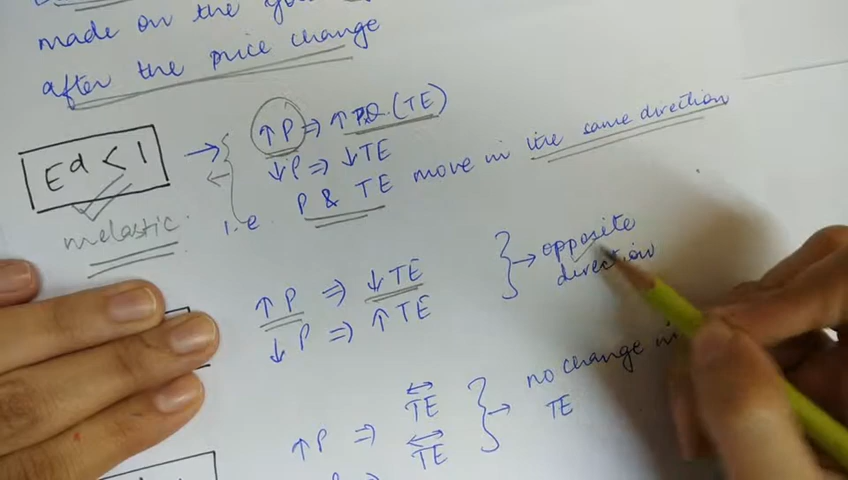 made on the
after the price change
Ed < 1 → ↑P ⇒ ↑ P.Q. (TE)
↓P ⇒ ↓TE
i.e P & TE move in the same direction
inelastic
↑P ⇒ ↓TE
↓P ⇒ ↑TE
→ opposite
direction
↑P ⇒ ↔ TE
↔ TE
→ no change in
TE